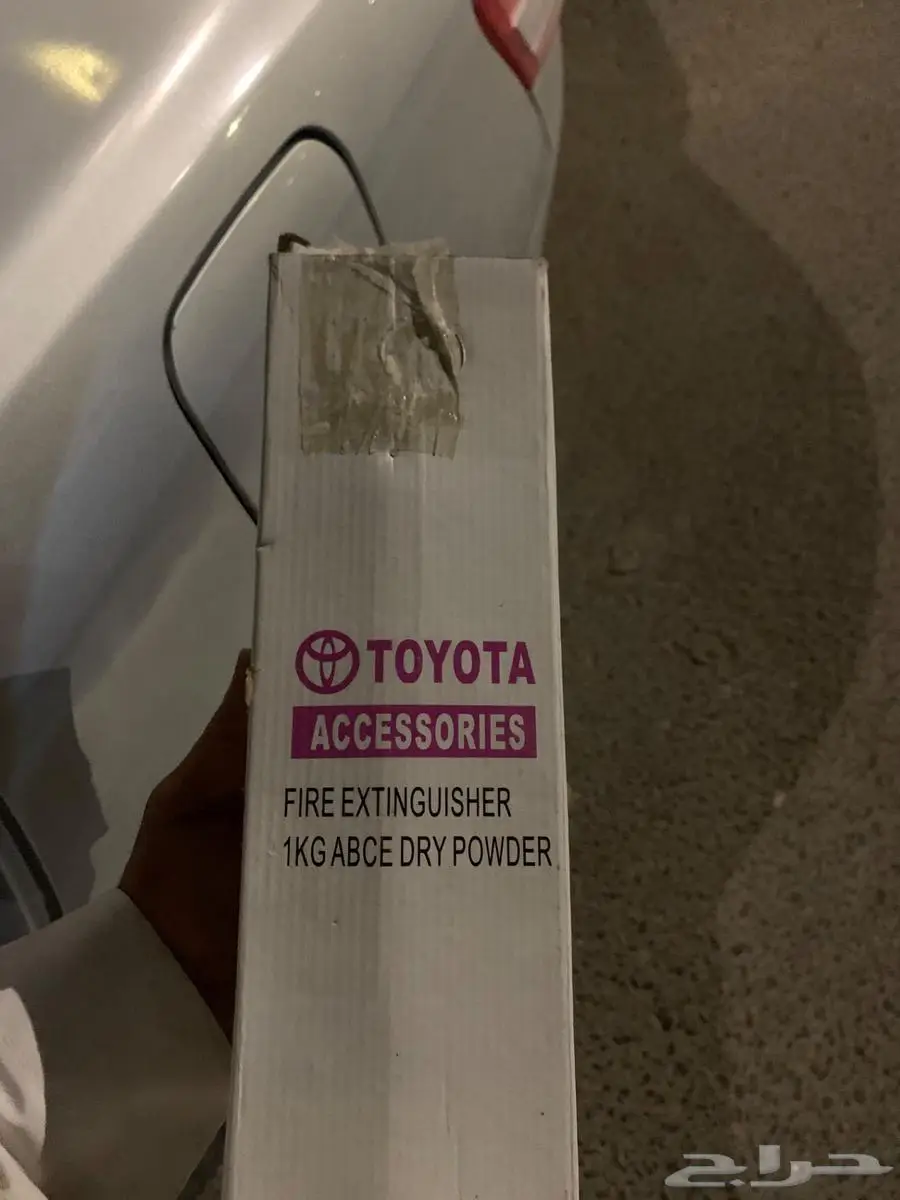 TOYOTA
ACCESSORIES
FIRE EXTINGUISHER
1KG ABCE DRY POWDER
حراج